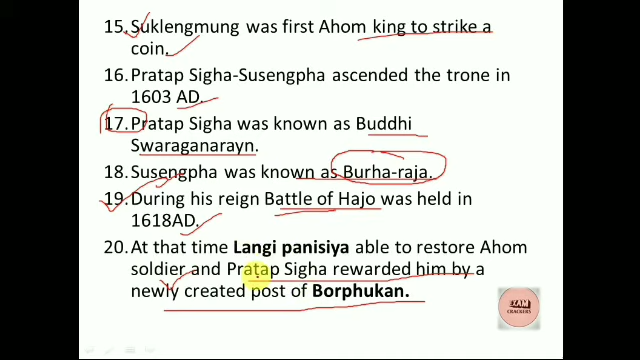 15. Suklengmung was first Ahom king to strike a
coin.
16. Pratap Sigha-Susengpha ascended the trone in
1603 AD.
17. Pratap Sigha was known as Buddhi
Swaraganarayn.
18. Susengpha was known as Burha-raja.
19. During his reign Battle of Hajo was held in
1618AD.
20. At that time Langi panisiya able to restore Ahom
soldier and Pratap Sigha rewarded him by a
newly created post of Borphukan.
EXAM
CRACKERS